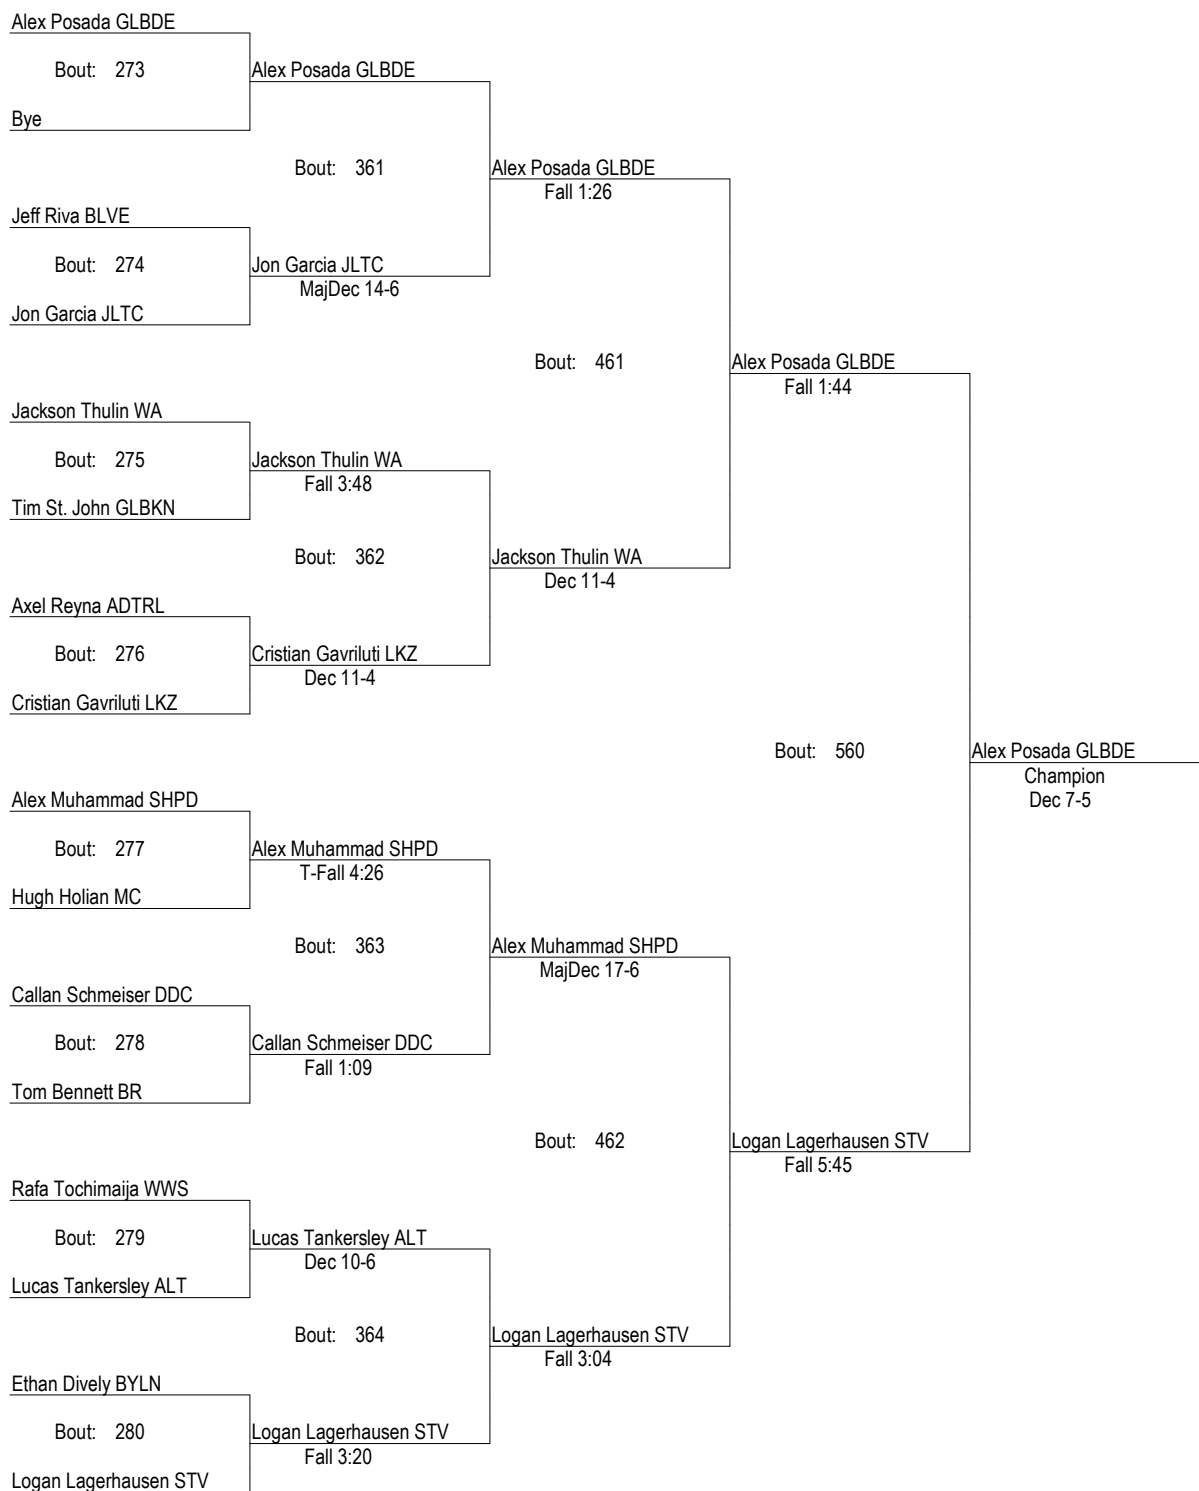 Alex Posada GLBDE
Bout: 273
Alex Posada GLBDE
Bye
Bout: 361
Alex Posada GLBDE
Fall 1:26
Jeff Riva BLVE
Bout: 274
Jon Garcia JLTC
MajDec 14-6
Jon Garcia JLTC
Bout: 461
Alex Posada GLBDE
Fall 1:44
Jackson Thulin WA
Bout: 275
Jackson Thulin WA
Fall 3:48
Tim St. John GLBKN
Bout: 362
Jackson Thulin WA
Dec 11-4
Axel Reyna ADTRL
Bout: 276
Cristian Gavriluti LKZ
Dec 11-4
Cristian Gavriluti LKZ
Bout: 560
Alex Posada GLBDE
Champion
Dec 7-5
Alex Muhammad SHPD
Bout: 277
Alex Muhammad SHPD
T-Fall 4:26
Hugh Holian MC
Bout: 363
Alex Muhammad SHPD
MajDec 17-6
Callan Schmeiser DDC
Bout: 278
Callan Schmeiser DDC
Fall 1:09
Tom Bennett BR
Bout: 462
Logan Lagerhausen STV
Fall 5:45
Rafa Tochimaija WWS
Bout: 279
Lucas Tankersley ALT
Dec 10-6
Lucas Tankersley ALT
Bout: 364
Logan Lagerhausen STV
Fall 3:04
Ethan Dively BYLN
Bout: 280
Logan Lagerhausen STV
Fall 3:20
Logan Lagerhausen STV